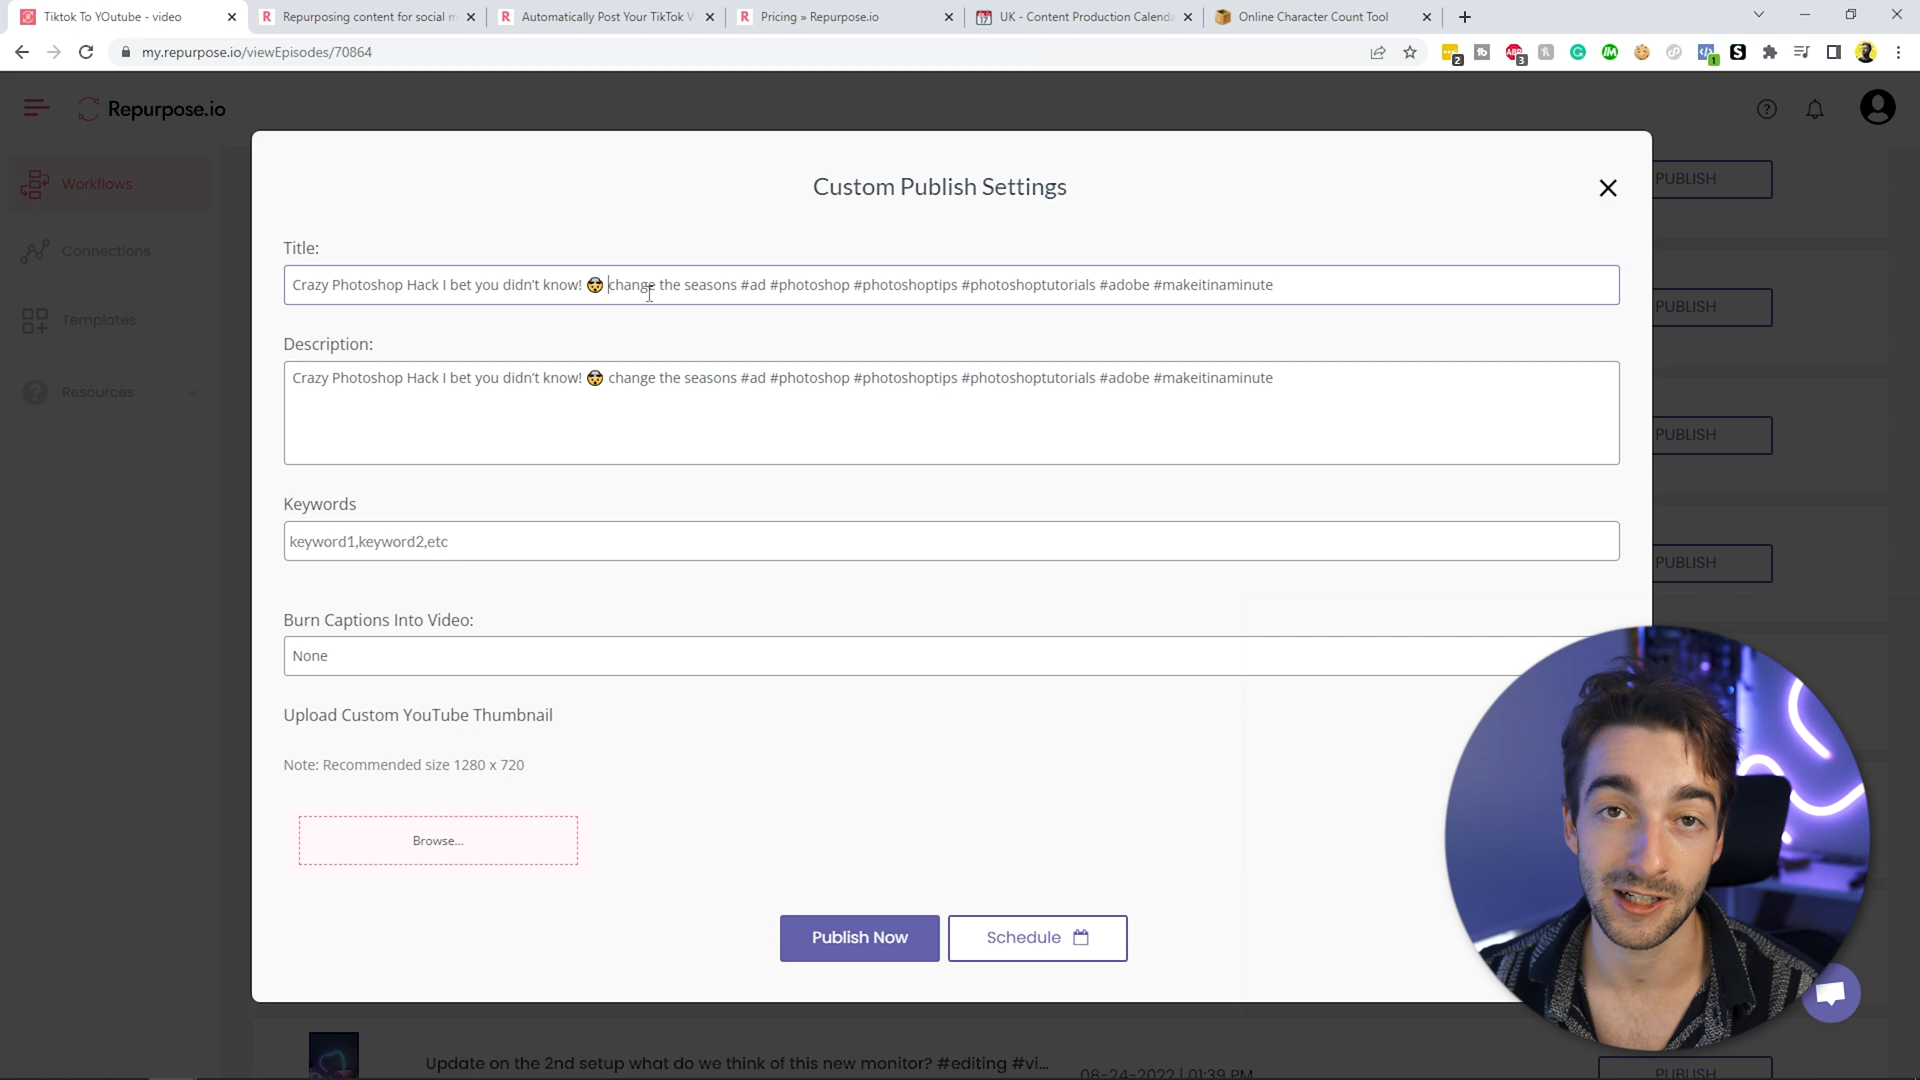 Tiktok To YOutube - video
Repurposing content for social m
Automatically Post Your TikTok Vi
Pricing » Repurpose.io
UK - Content Production Calenda
Online Character Count Tool
my.repurpose.io/viewEpisodes/70864
2
3
1
Repurpose.io
Workflows
Connections
Templates
Resources
Custom Publish Settings
Title:
Crazy Photoshop Hack I bet you didn't know! 🤯 change the seasons #ad #photoshop #photoshoptips #photoshoptutorials #adobe #makeitinaminute
Description:
Crazy Photoshop Hack I bet you didn't know! 🤯 change the seasons #ad #photoshop #photoshoptips #photoshoptutorials #adobe #makeitinaminute
Keywords
keyword1,keyword2,etc
Burn Captions Into Video:
None
Upload Custom YouTube Thumbnail
Note: Recommended size 1280 x 720
Browse...
Publish Now
Schedule
PUBLISH
PUBLISH
PUBLISH
PUBLISH
Update on the 2nd setup what do we think of this new monitor? #editing #vi...
08-24-2022 | 01:39 PM
PUBLISH